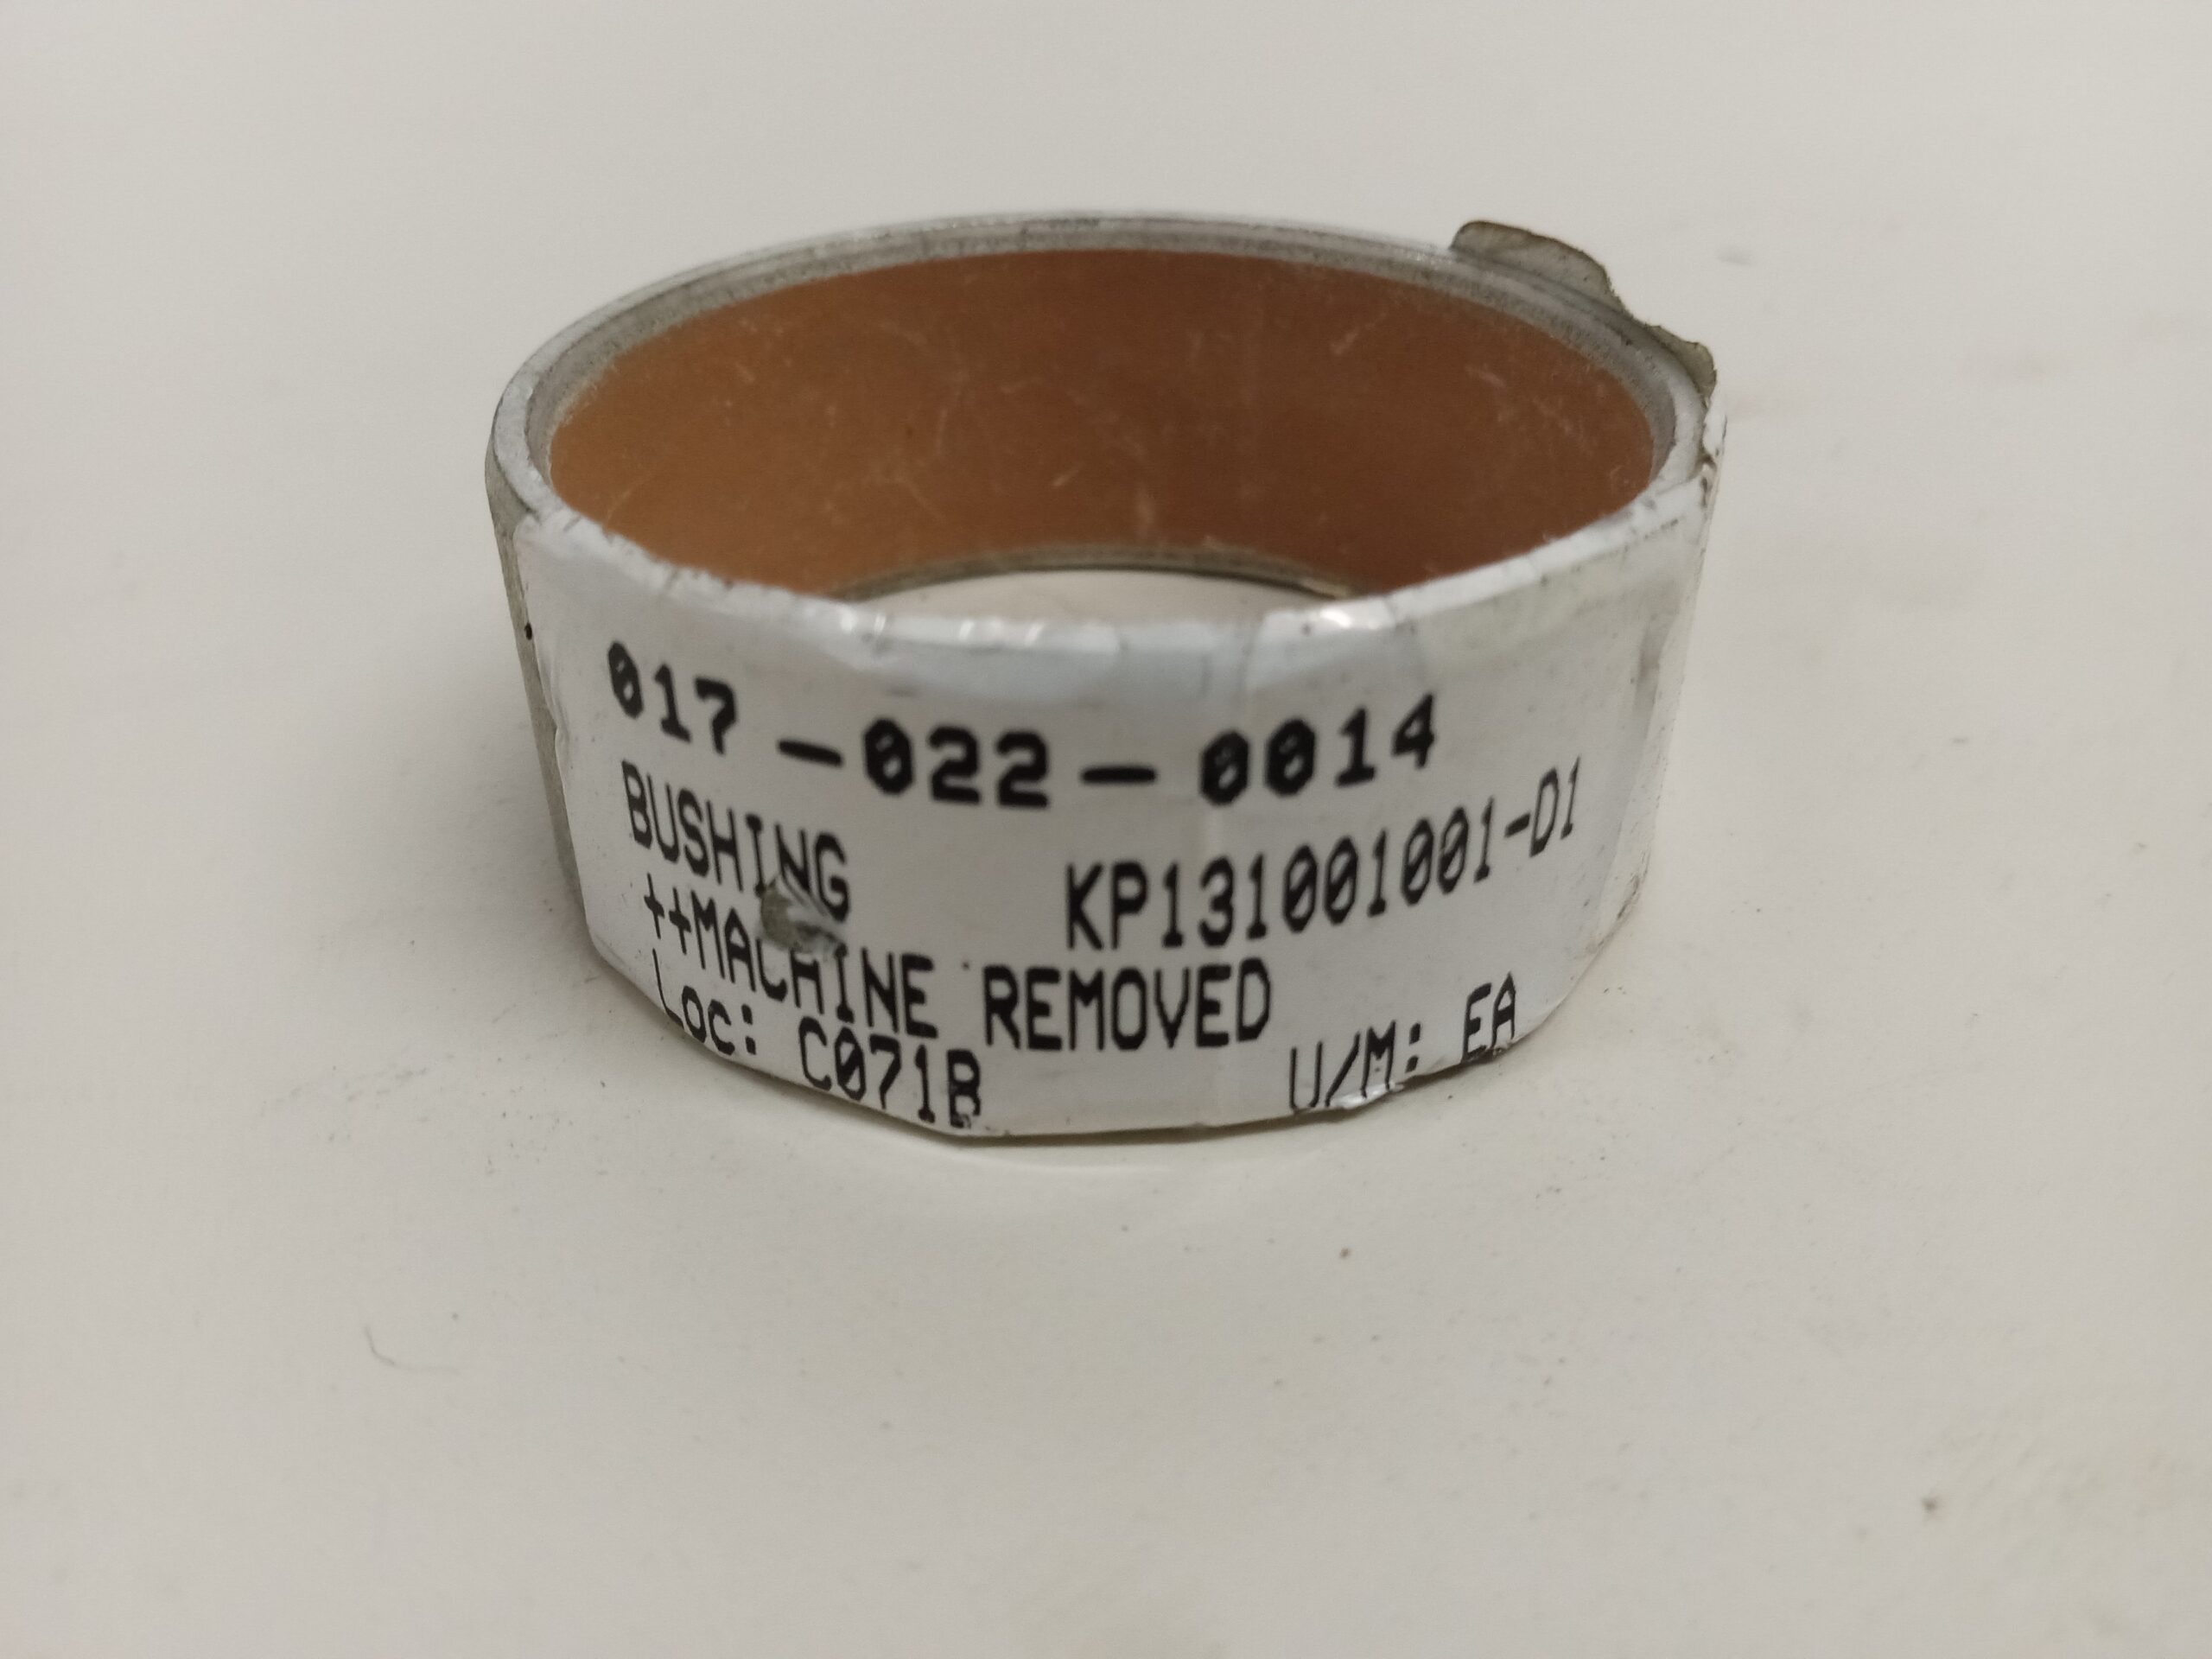 017-022-0014
BUSHING KP131001001-D1
++MACHINE REMOVED
Loc: C071B U/M: EA